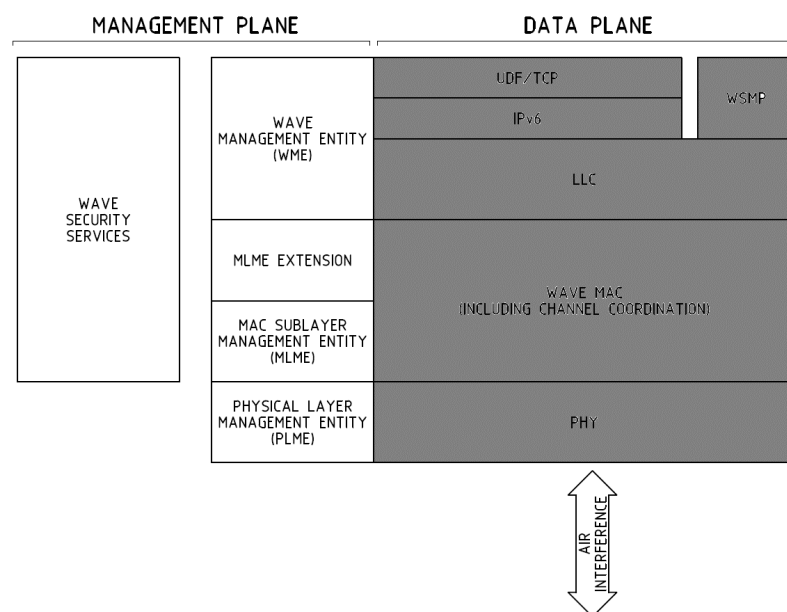 MANAGEMENT PLANE
DATA PLANE
WAVE
SECURITY
SERVICES
WAVE
MANAGEMENT ENTITY
(WME)
MLME EXTENSION
MAC SUBLAYER
MANAGEMENT ENTITY
(MLME)
PHYSICAL LAYER
MANAGEMENT ENTITY
(PLME)
UDF/TCP
IPv6
WSMP
LLC
WAVE MAC
(INCLUDING CHANNEL COORDINATION)
PHY
AIR
INTERFERENCE